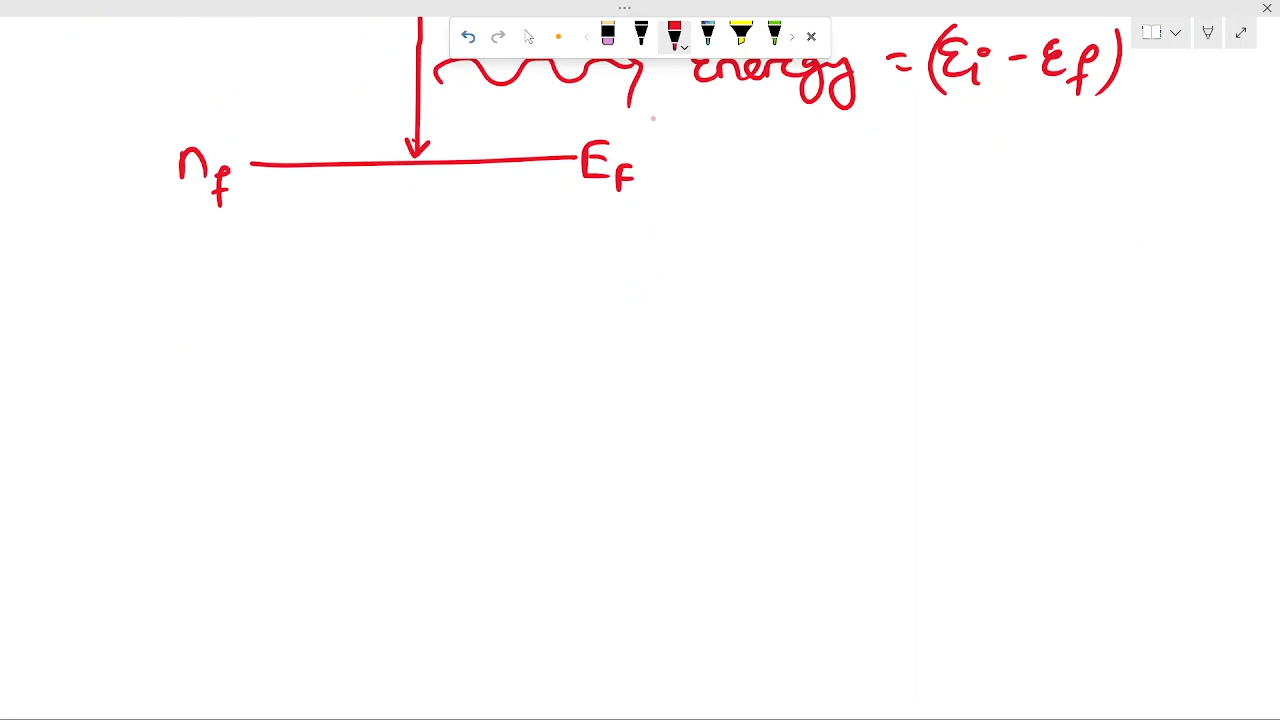 energy = (Ei - Ef)
nf Ef